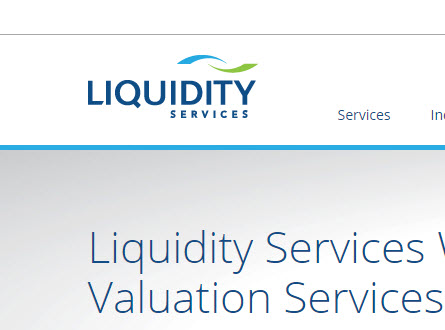 LIQUIDITY
SERVICES
Services
Liquidity Services
Valuation Services